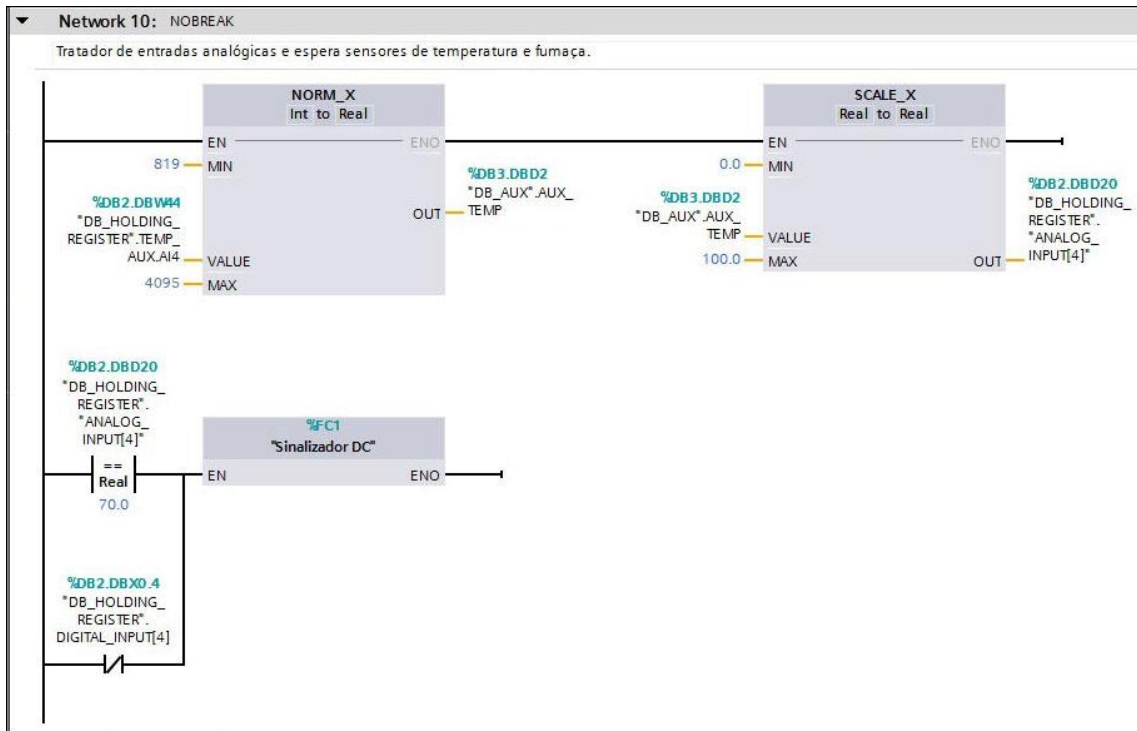 Network 10: NOBREAK
Tratador de entradas analógicas e espera sensores de temperatura e fumaça.
NORM_X
Int to Real
EN
ENO
819
MIN
%DB2.DBW44
"DB_HOLDING_
REGISTER".TEMP_
AUX.AI4
VALUE
4095
MAX
OUT
%DB3.DBD2
"DB_AUX".AUX_
TEMP
SCALE_X
Real to Real
EN
ENO
0.0
MIN
%DB3.DBD2
"DB_AUX".AUX_
TEMP
VALUE
100.0
MAX
OUT
%DB2.DBD20
"DB_HOLDING_
REGISTER".
"ANALOG_
INPUT[4]"
%DB2.DBD20
"DB_HOLDING_
REGISTER".
"ANALOG_
INPUT[4]"
==
Real
70.0
%FC1
"Sinalizador DC"
EN
ENO
%DB2.DBX0.4
"DB_HOLDING_
REGISTER".
DIGITAL_INPUT[4]